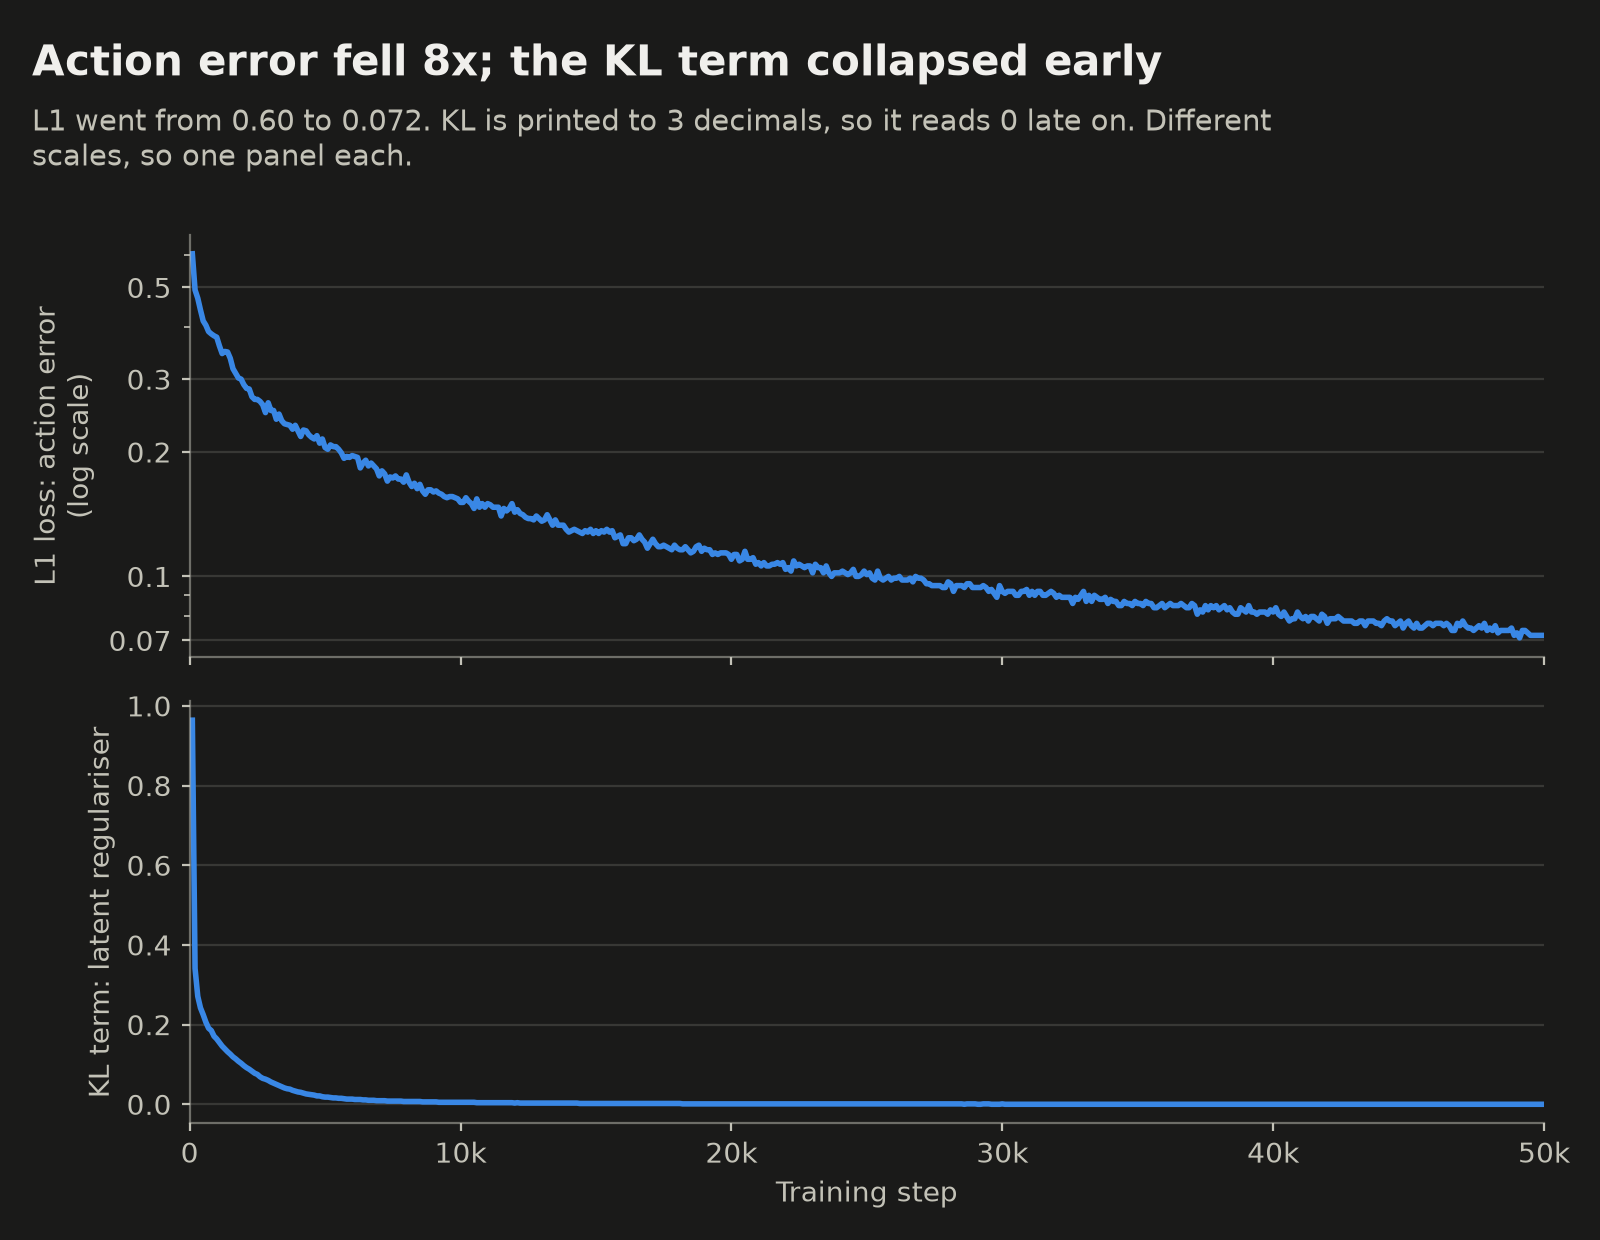 Action error fell 8x; the KL term collapsed early
L1 went from 0.60 to 0.072. KL is printed to 3 decimals, so it reads 0 late on. Different
scales, so one panel each.
L1 loss: action error
(log scale)
0.5
0.3
0.2
0.1
0.07
KL term: latent regulariser
1.0
0.8
0.6
0.4
0.2
0.0
0
10k
20k
30k
40k
50k
Training step